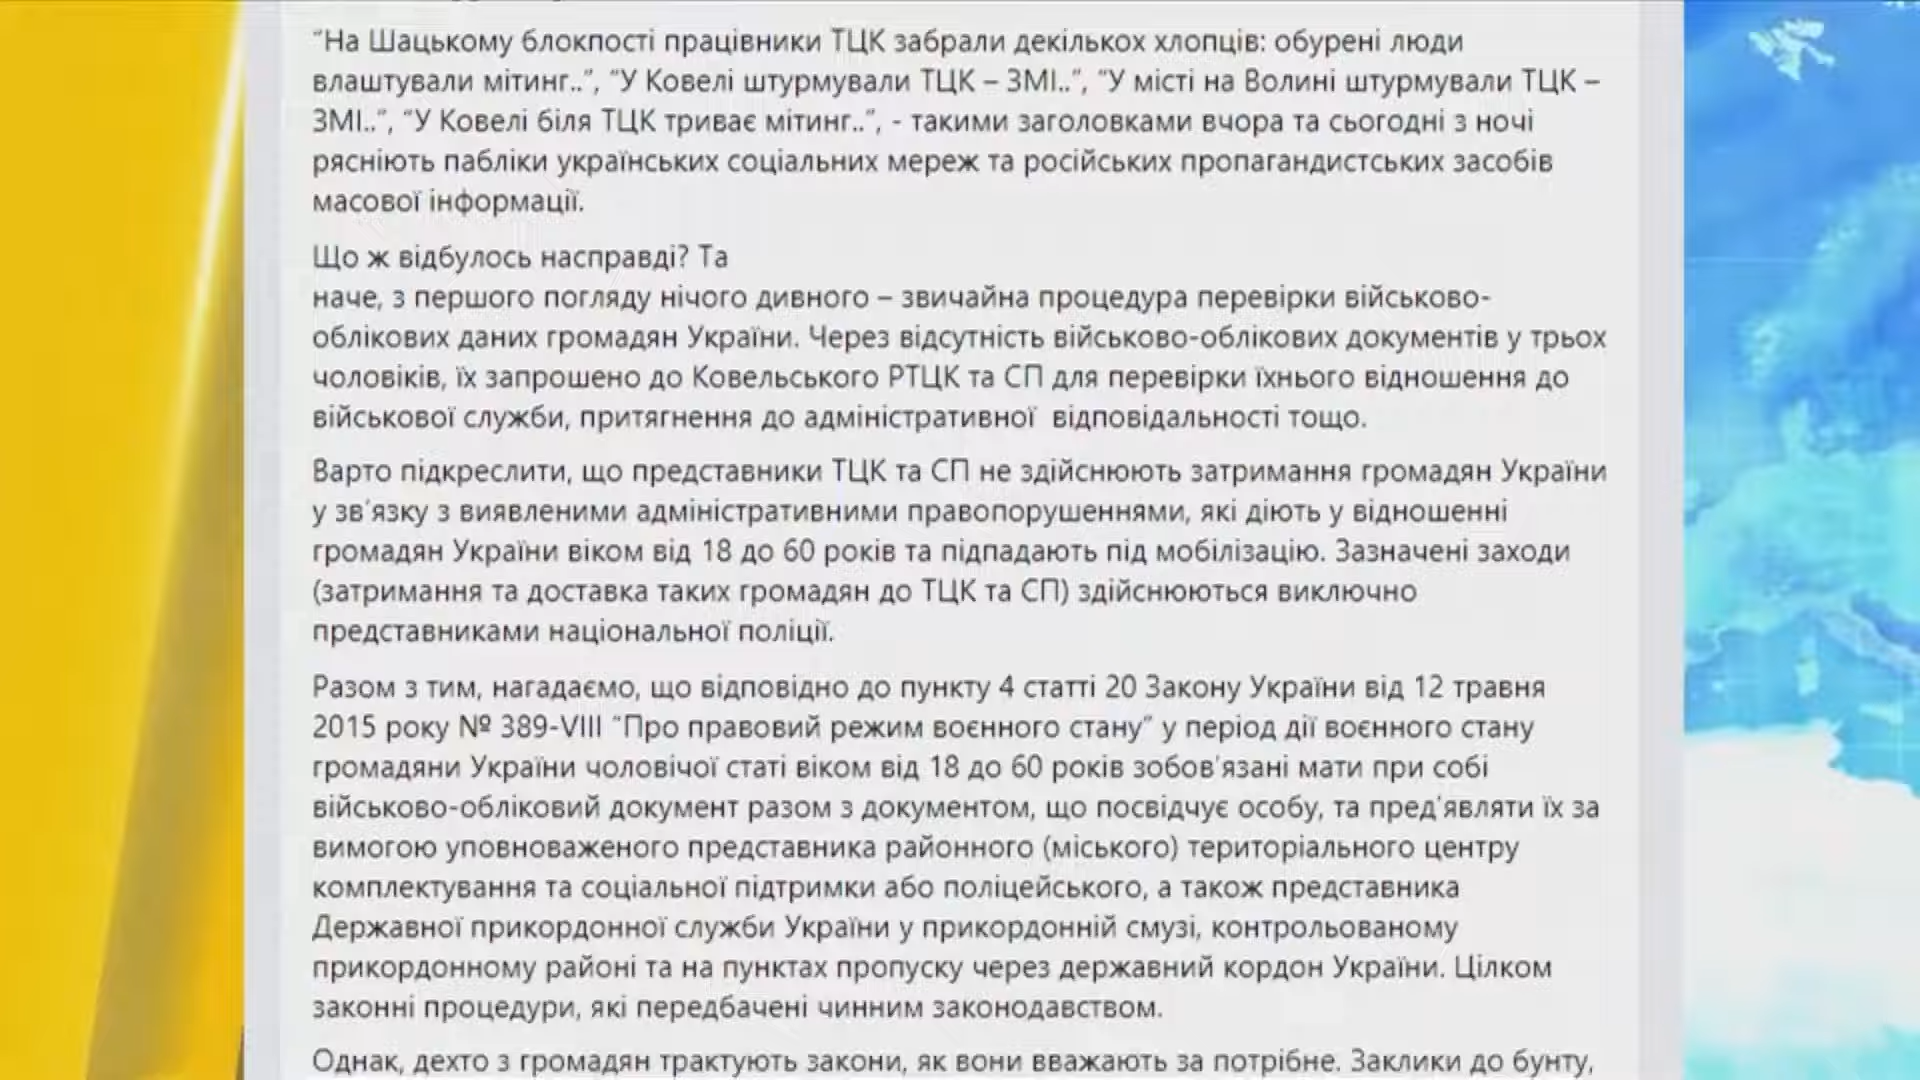 “На Шацькому блокпості працівники ТЦК забрали декількох хлопців: обурені люди
влаштували мітинг..”, “У Ковелі штурмували ТЦК – ЗМІ..”, “У місті на Волині штурмували ТЦК –
ЗМІ..”, “У Ковелі біля ТЦК триває мітинг..”, - такими заголовками вчора та сьогодні з ночі
рясніють пабліки українських соціальних мереж та російських пропагандистських засобів
масової інформації.
Що ж відбулось насправді? Та
наче, з першого погляду нічого дивного – звичайна процедура перевірки військово-
облікових даних громадян України. Через відсутність військово-облікових документів у трьох
чоловіків, їх запрошено до Ковельського РТЦК та СП для перевірки їхнього відношення до
військової служби, притягнення до адміністративної  відповідальності тощо.
Варто підкреслити, що представники ТЦК та СП не здійснюють затримання громадян України
у зв’язку з виявленими адміністративними правопорушеннями, які діють у відношенні
громадян України віком від 18 до 60 років та підпадають під мобілізацію. Зазначені заходи
(затримання та доставка таких громадян до ТЦК та СП) здійснюються виключно
представниками національної поліції.
Разом з тим, нагадаємо, що відповідно до пункту 4 статті 20 Закону України від 12 травня
2015 року № 389-VIII “Про правовий режим воєнного стану” у період дії воєнного стану
громадяни України чоловічої статі віком від 18 до 60 років зобов’язані мати при собі
військово-обліковий документ разом з документом, що посвідчує особу, та пред’являти їх за
вимогою уповноваженого представника районного (міського) територіального центру
комплектування та соціальної підтримки або поліцейського, а також представника
Державної прикордонної служби України у прикордонній смузі, контрольованому
прикордонному районі та на пунктах пропуску через державний кордон України. Цілком
законні процедури, які передбачені чинним законодавством.
Однак, дехто з громадян трактують закони, як вони вважають за потрібне. Заклики до бунту,